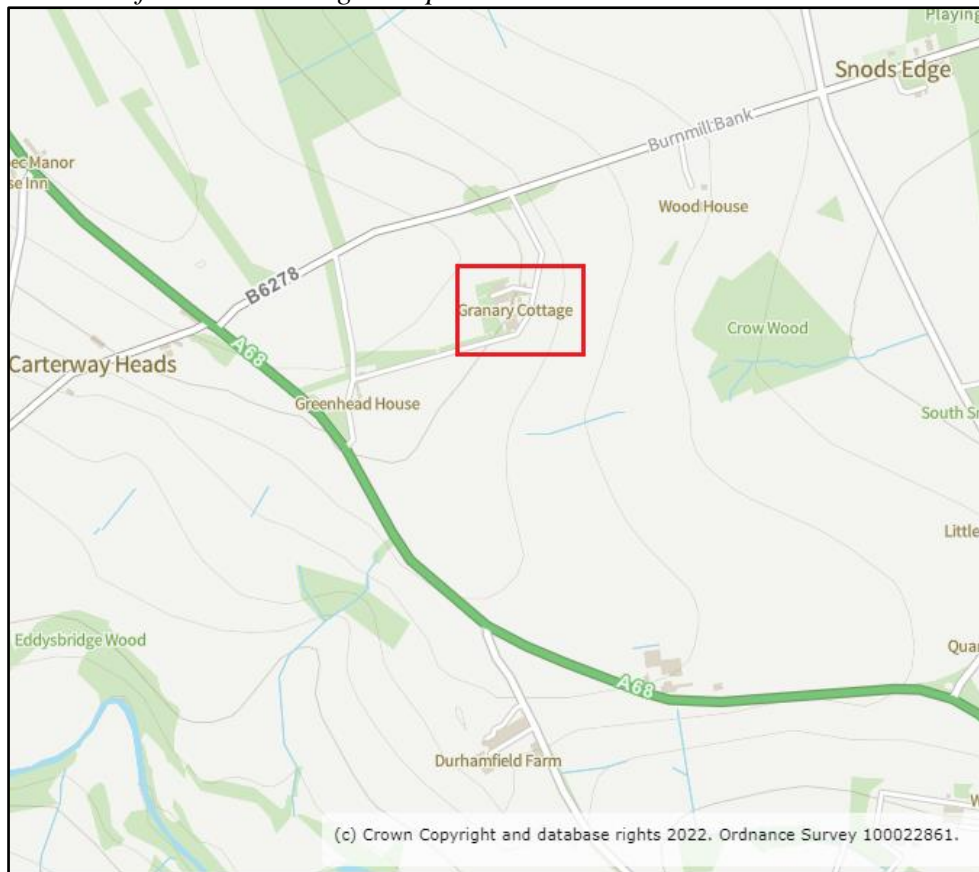 Playing
Snods Edge
Burnmill Bank
ec Manor
se Inn
Wood House
B6278
Granary Cottage
Crow Wood
A68
Carterway Heads
Greenhead House
South Sn
Little
Eddysbridge Wood
Quar
A68
Durhamfield Farm
W
(c) Crown Copyright and database rights 2022. Ordnance Survey 100022861.